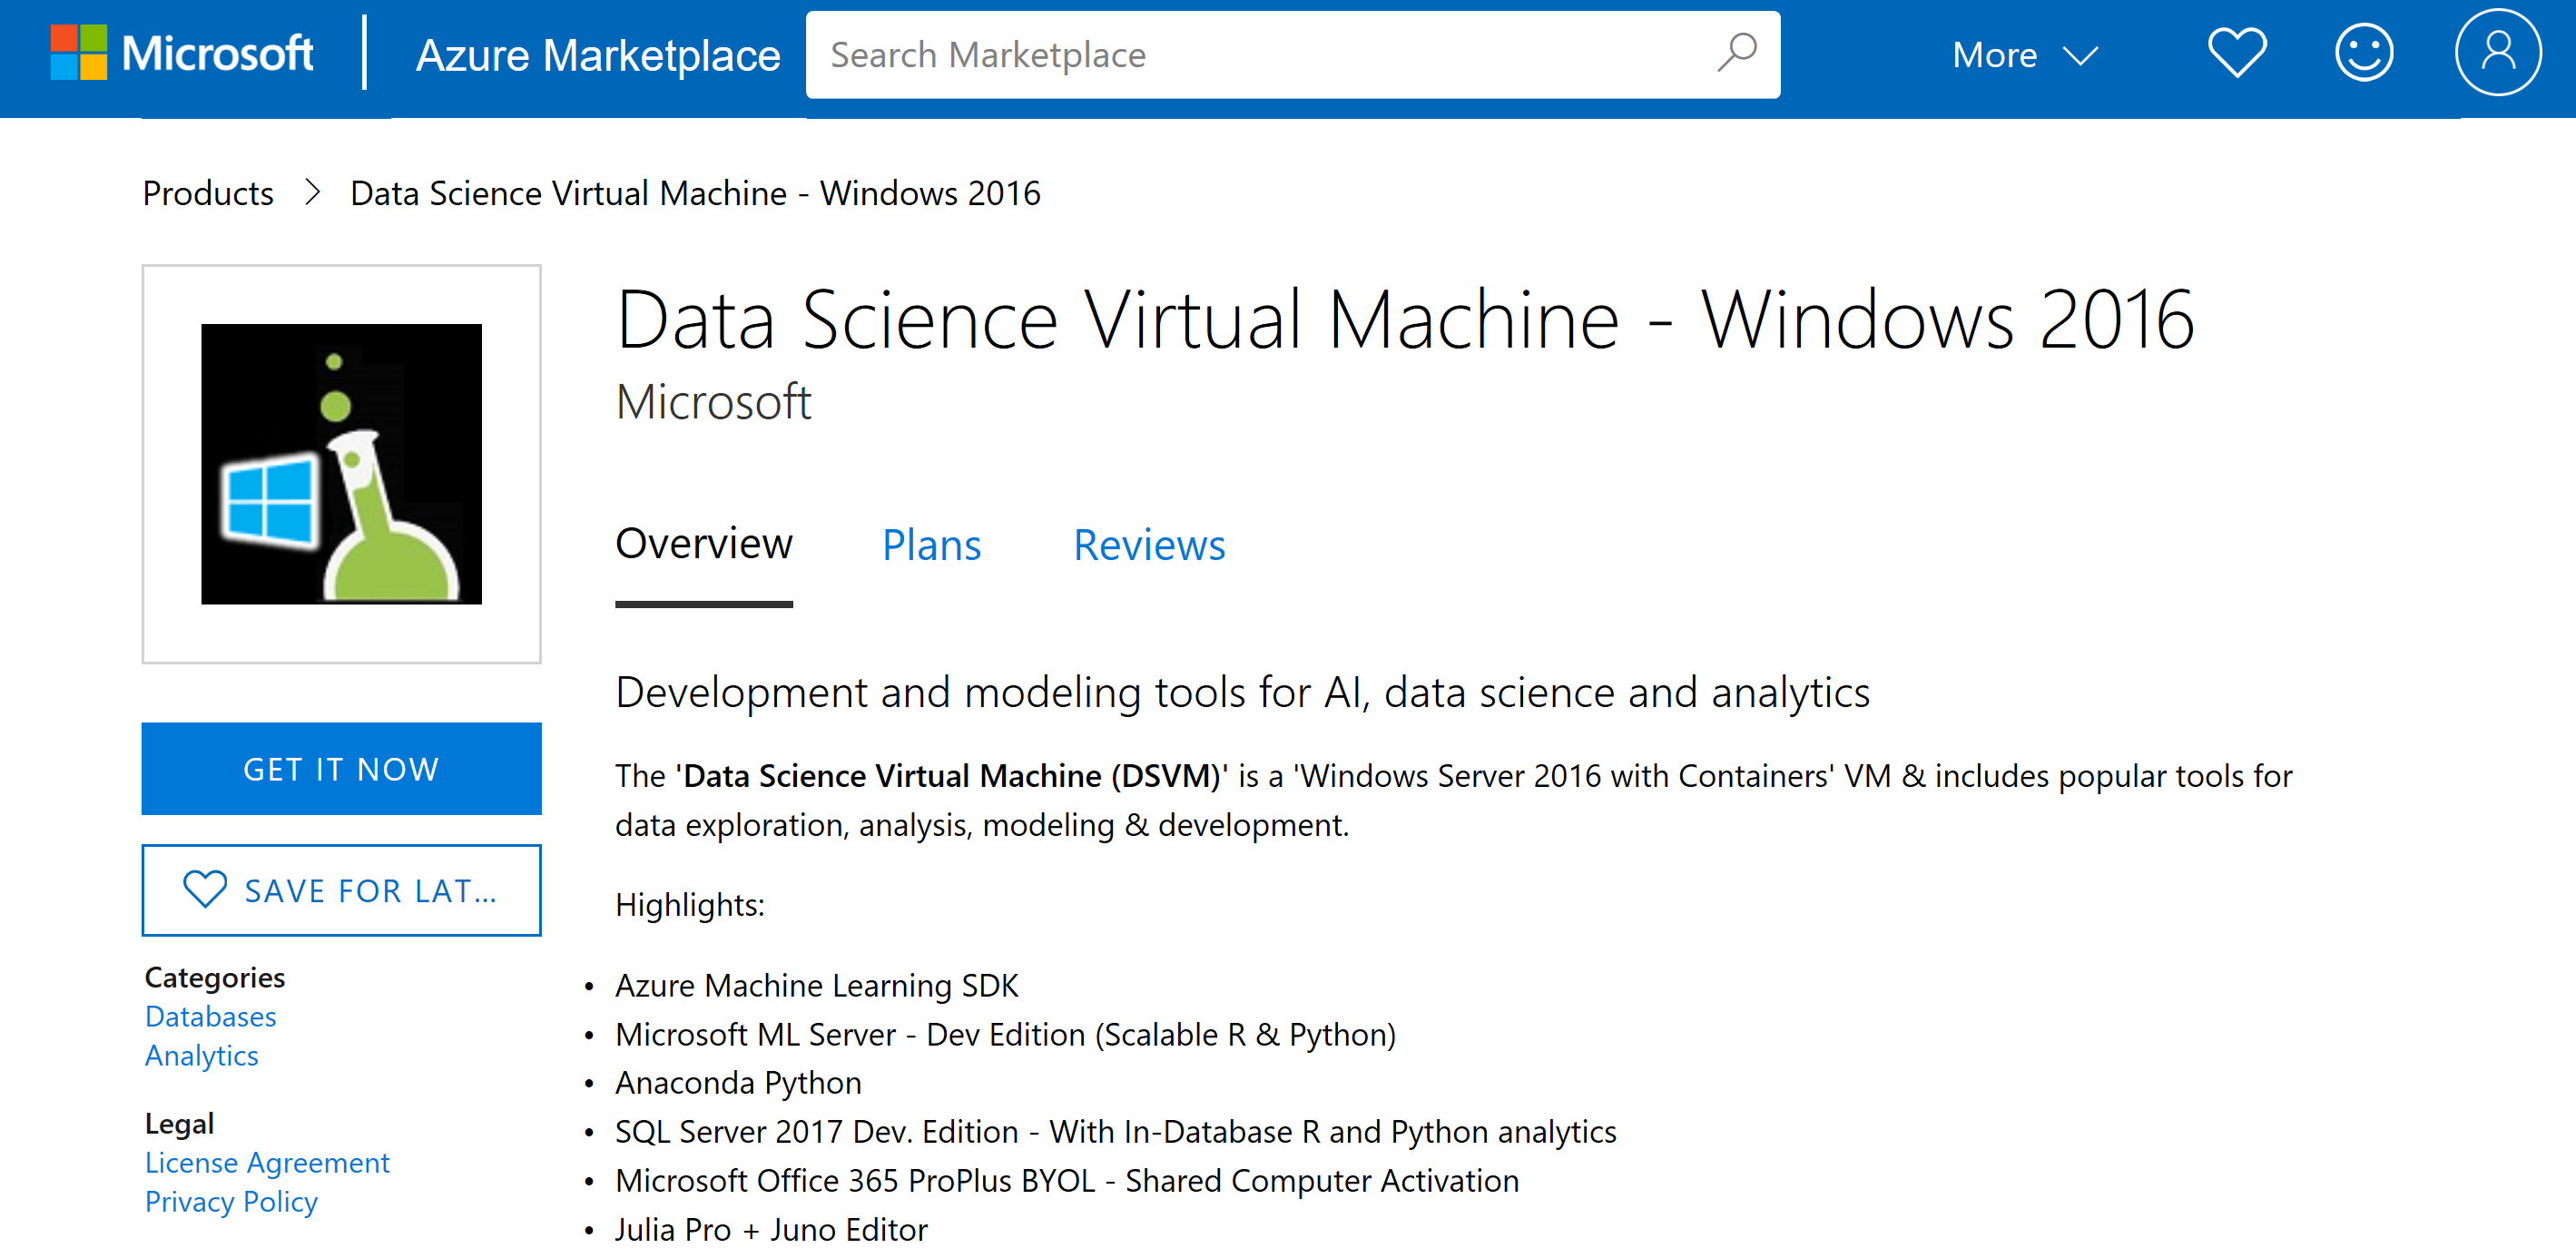 Microsoft
Azure Marketplace
Search Marketplace
More
Products > Data Science Virtual Machine - Windows 2016
Data Science Virtual Machine - Windows 2016
Microsoft
Overview Plans Reviews
Development and modeling tools for AI, data science and analytics
The 'Data Science Virtual Machine (DSVM)' is a 'Windows Server 2016 with Containers' VM & includes popular tools for
data exploration, analysis, modeling & development.
Highlights:
• Azure Machine Learning SDK
• Microsoft ML Server - Dev Edition (Scalable R & Python)
• Anaconda Python
• SQL Server 2017 Dev. Edition - With In-Database R and Python analytics
• Microsoft Office 365 ProPlus BYOL - Shared Computer Activation
• Julia Pro + Juno Editor
GET IT NOW
SAVE FOR LAT...
Categories
Databases
Analytics
Legal
License Agreement
Privacy Policy